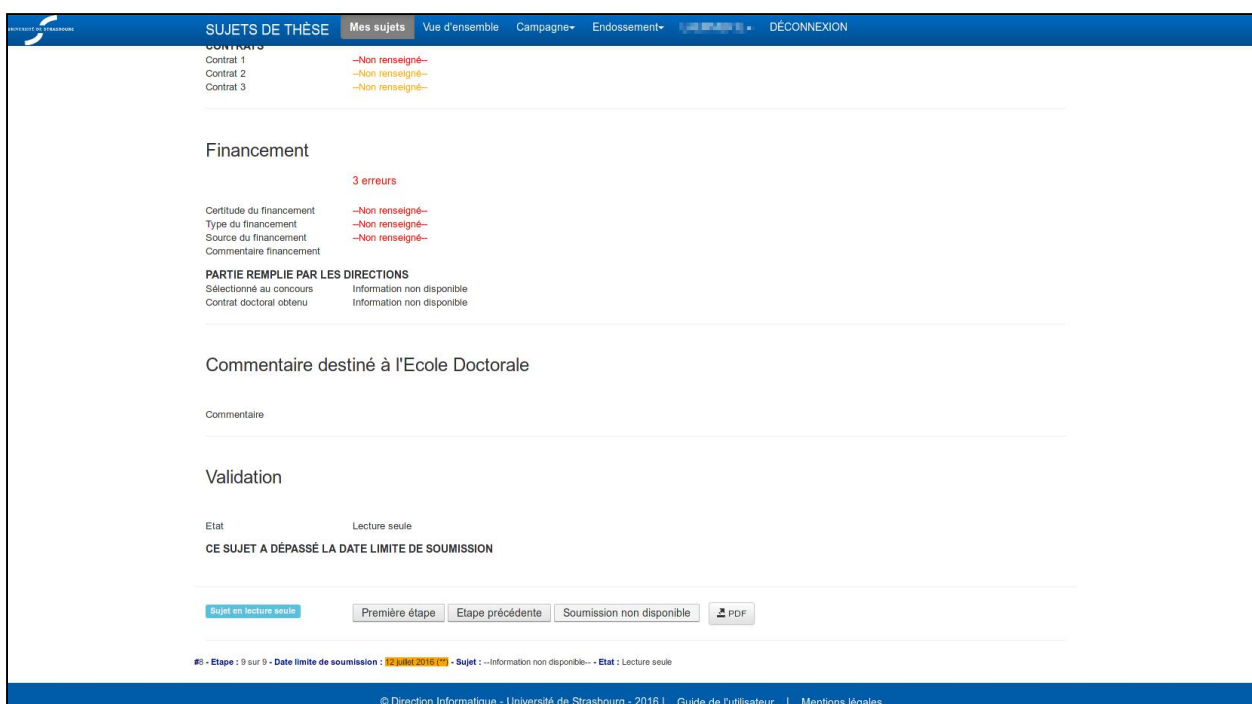 UNIVERSITÉ DE STRASBOURG
SUJETS DE THÈSE Mes sujets Vue d'ensemble Campagne Endossement DÉCONNEXION
CONTRATS
Contrat 1 --Non renseigné--
Contrat 2 --Non renseigné--
Contrat 3 --Non renseigné--
Financement
3 erreurs
Certitude du financement --Non renseigné--
Type du financement --Non renseigné--
Source du financement --Non renseigné--
Commentaire financement
PARTIE REMPLIE PAR LES DIRECTIONS
Sélectionné au concours Information non disponible
Contrat doctoral obtenu Information non disponible
Commentaire destiné à l'Ecole Doctorale
Commentaire
Validation
Etat Lecture seule
CE SUJET A DÉPASSÉ LA DATE LIMITE DE SOUMISSION
Sujet en lecture seule Première étape Etape précédente Soumission non disponible PDF
#8 - Etape : 9 sur 9 - Date limite de soumission : 12 juillet 2016 (**) - Sujet : --Information non disponible-- - Etat : Lecture seule
© Direction Informatique - Université de Strasbourg - 2016 | Guide de l'utilisateur | Mentions légales